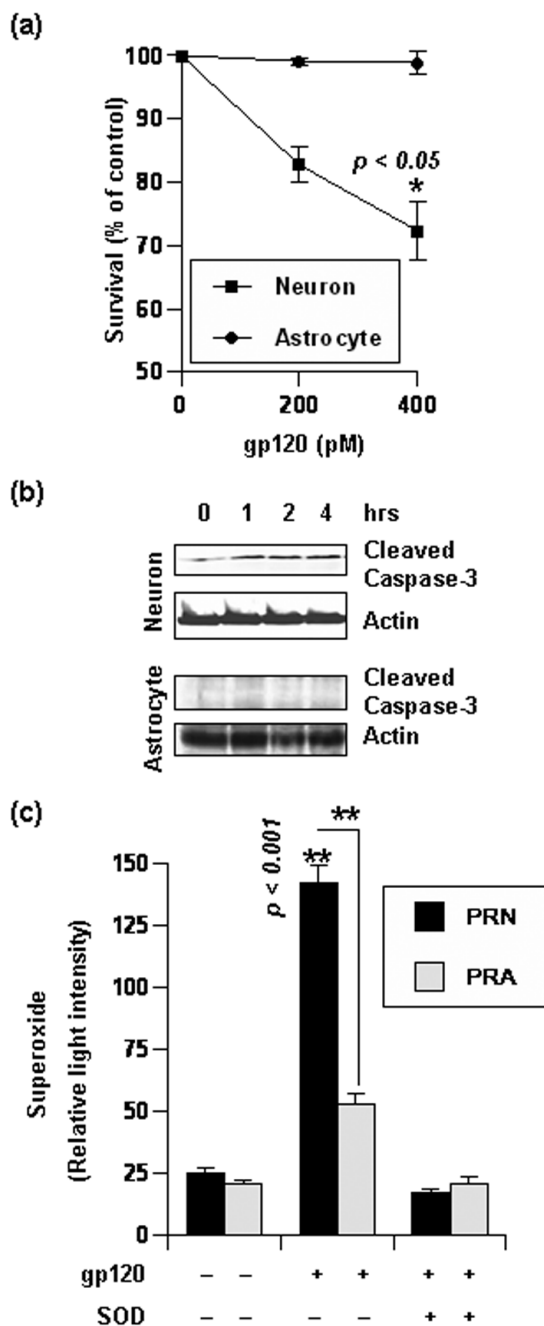 (a)
100
90
80
70
60
50
Survival (% of control)
p < 0.05
*
Neuron
Astrocyte
0 200 400
gp120 (pM)
(b)
0 1 2 4 hrs
Neuron
Cleaved
Caspase-3
Actin
Astrocyte
Cleaved
Caspase-3
Actin
(c)
150
125
100
75
50
25
0
Superoxide
(Relative light intensity)
p < 0.001
**
**
PRN
PRA
gp120 – – + + + +
SOD – – – – + +